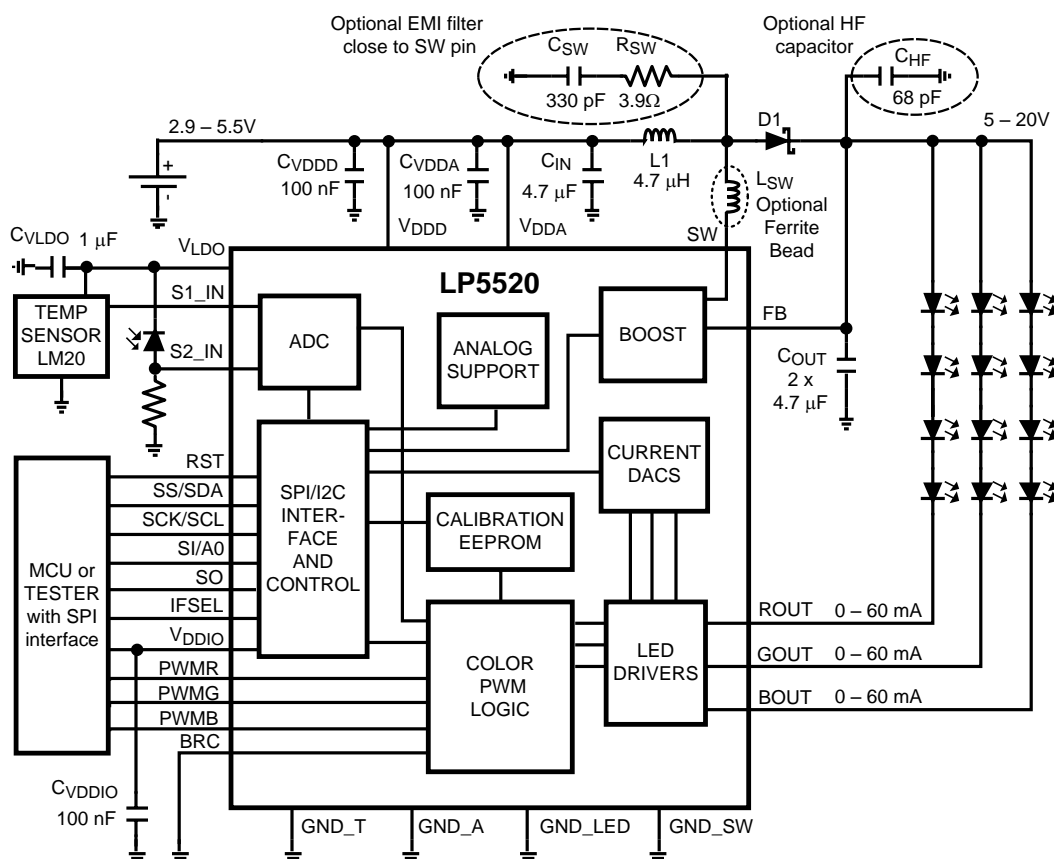 Optional EMI filter
close to SW pin
CSW
RSW
330 pF
3.9Ω
Optional HF
capacitor
CHF
68 pF
2.9 – 5.5V
D1
5 – 20V
+
-
CVDDD
100 nF
CVDDA
100 nF
CIN
4.7 μF
L1
4.7 μH
LSW
Optional
Ferrite
Bead
VDDD
VDDA
SW
CVLDO
1 μF
VLDO
LP5520
TEMP
SENSOR
LM20
S1_IN
S2_IN
ADC
ANALOG
SUPPORT
BOOST
FB
COUT
2 x
4.7 μF
MCU or
TESTER
with SPI
interface
RST
SS/SDA
SCK/SCL
SI/A0
SO
IFSEL
VDDIO
PWMR
PWMG
PWMB
BRC
SPI/I2C
INTER-
FACE
AND
CONTROL
CURRENT
DACS
CALIBRATION
EEPROM
COLOR
PWM
LOGIC
LED
DRIVERS
ROUT
0 – 60 mA
GOUT
0 – 60 mA
BOUT
0 – 60 mA
CVDDIO
100 nF
GND_T
GND_A
GND_LED
GND_SW